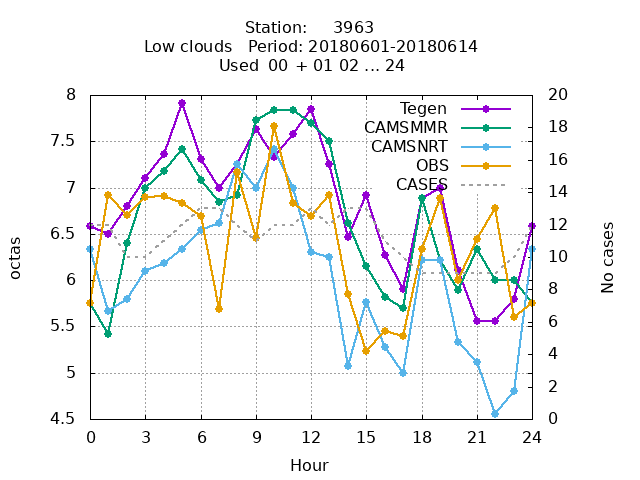 Station: 3963
Low clouds Period: 20180601-20180614
Used 00 + 01 02 ... 24
8 20
7.5 18
7 16
6.5 14
6 12
5.5 10
5 8
4.5 6
4
2
0
Tegen
CAMSMMR
CAMSNRT
OBS
CASES
octas
No cases
0 3 6 9 12 15 18 21 24
Hour